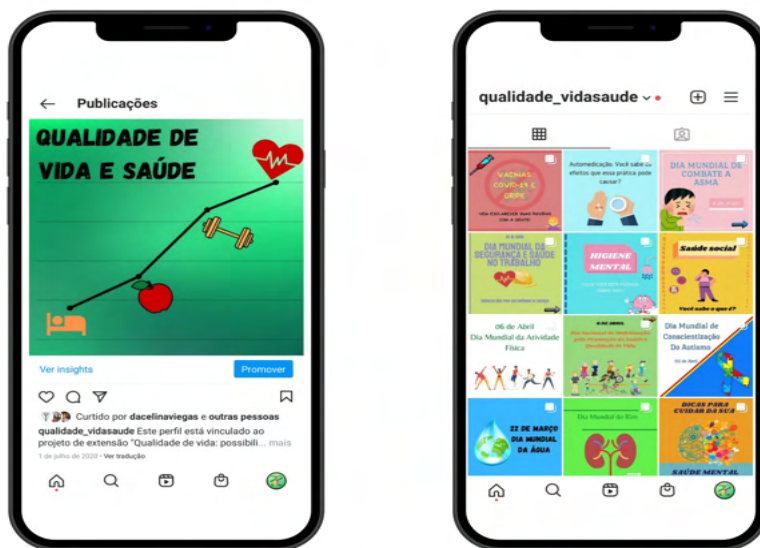 Publicações
QUALIDADE DE
VIDA E SAÚDE
Ver insights
Promover
Curtido por dacelinaviegas e outras pessoas
qualidade_vidasaude Este perfil está vinculado ao
projeto de extensão "Qualidade de vida: possibili... mais
1 de julho de 2020 • Ver tradução
qualidade_vidasaude
VACINAS
COVID-19 E
GRIPE
Automedicação: Você sabe os
efeitos que essa prática pode
causar?
DIA MUNDIAL DE
COMBATE A
ASMA
DIA MUNDIAL DA
SEGURANÇA E SAÚDE
NO TRABALHO
HIGIENE
MENTAL
Saúde social
Você sabe o que é?
06 de Abril
Dia Mundial da Atividade
Física
Dia Mundial de
Conscientização
Do Autismo
22 DE MARÇO
DIA MUNDIAL
DA ÁGUA
Dia Mundial do Rim
DICAS PARA
CUIDAR DA SUA
SAÚDE MENTAL